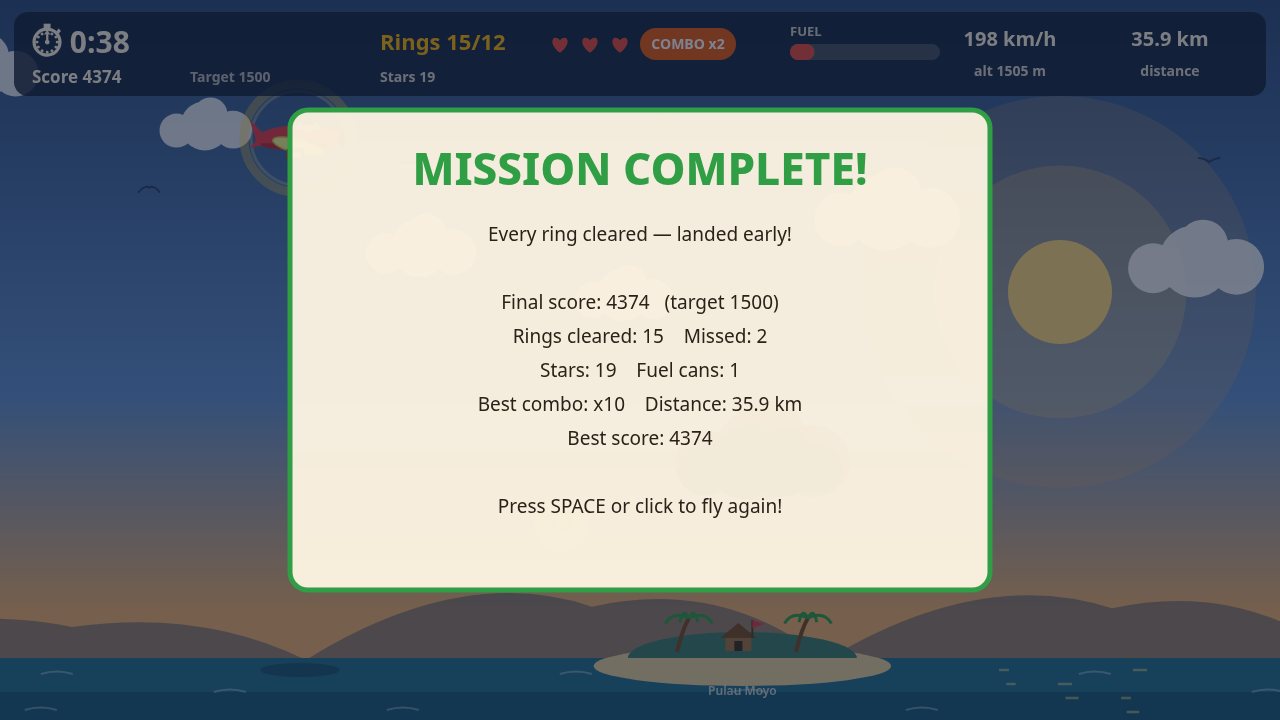 0:38
Score 4374
Target 1500
Rings 15/12
Stars 19
COMBO x2
FUEL
198 km/h
alt 1505 m
35.9 km
distance
MISSION COMPLETE!
Every ring cleared — landed early!
Final score: 4374 (target 1500)
Rings cleared: 15 Missed: 2
Stars: 19 Fuel cans: 1
Best combo: x10 Distance: 35.9 km
Best score: 4374
Press SPACE or click to fly again!
Pulau Moyo